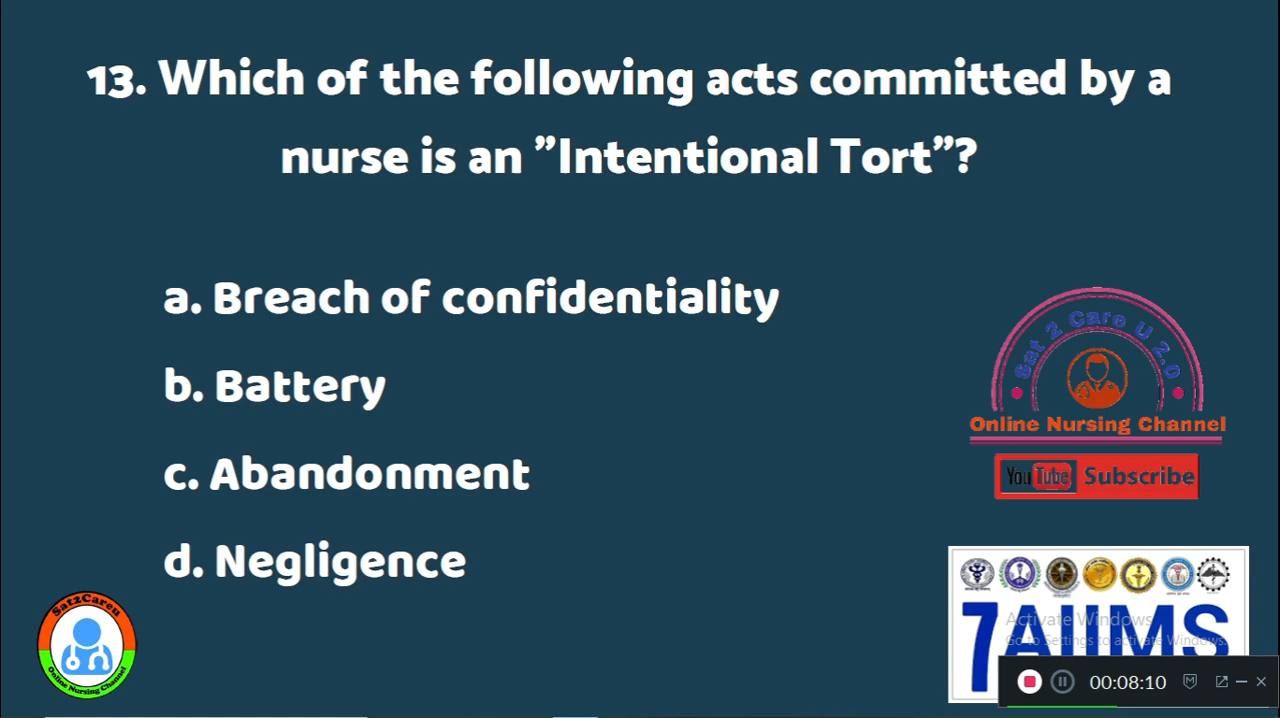 13. Which of the following acts committed by a
nurse is an ”Intentional Tort”?
a. Breach of confidentiality
b. Battery
c. Abandonment
d. Negligence
Sat 2 Care U 2.0
Online Nursing Channel
YouTube Subscribe
Sat2Careu
Online Nursing Channel
7AIIMS
Activate Windows
Go to Settings to activate Windows.
00:08:10